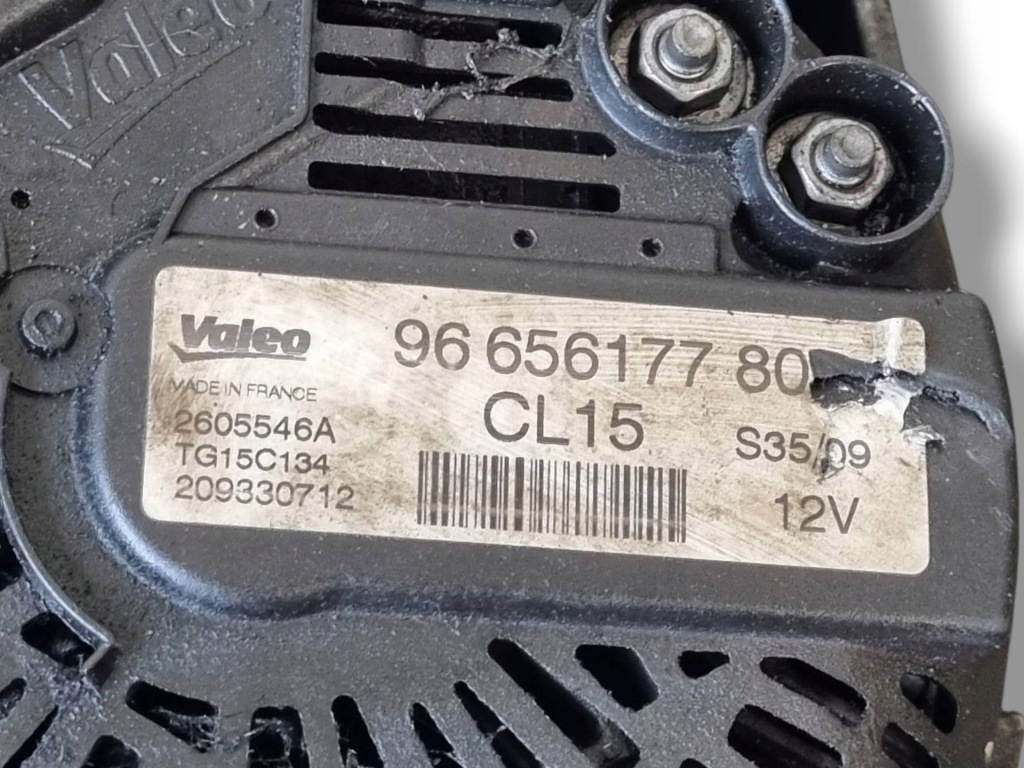 Valeo
Valeo
96 656177 80
MADE IN FRANCE
CL15
2605546A
S35/09
TG15C134
209330712
12V